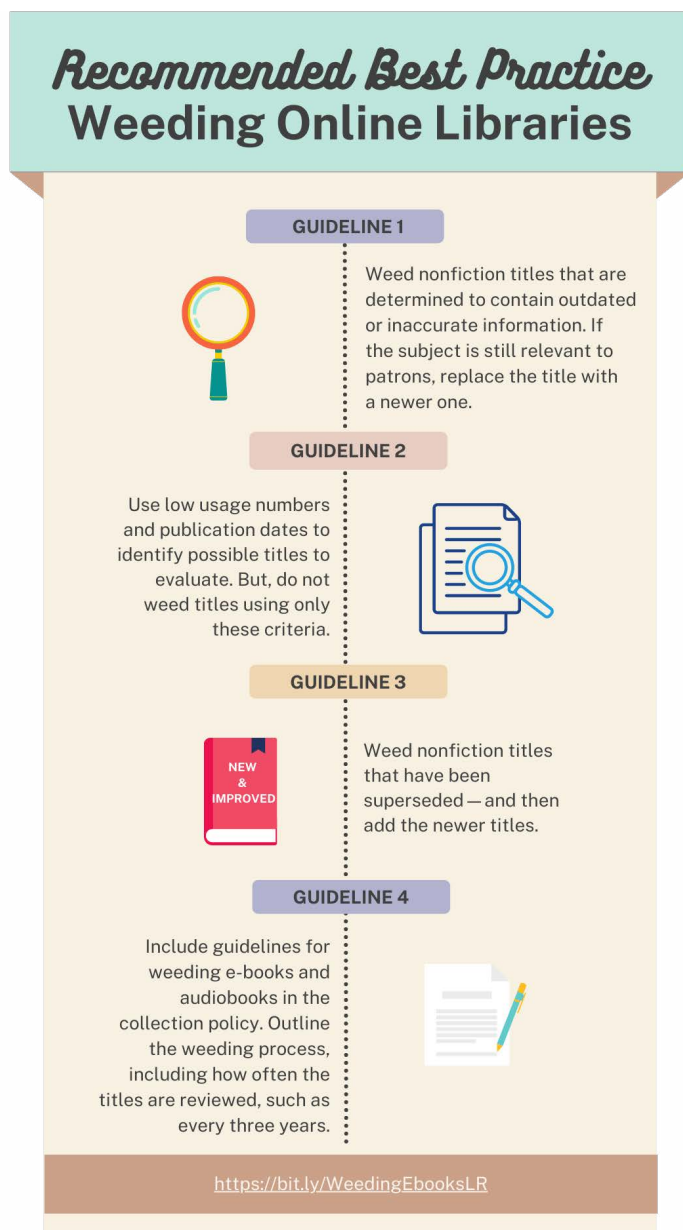 Recommended Best Practice
Weeding Online Libraries
GUIDELINE 1
Weed nonfiction titles that are
determined to contain outdated
or inaccurate information. If
the subject is still relevant to
patrons, replace the title with
a newer one.
GUIDELINE 2
Use low usage numbers
and publication dates to
identify possible titles to
evaluate. But, do not
weed titles using only
these criteria.
GUIDELINE 3
NEW
&
IMPROVED
Weed nonfiction titles
that have been
superseded—and then
add the newer titles.
GUIDELINE 4
Include guidelines for
weeding e-books and
audiobooks in the
collection policy. Outline
the weeding process,
including how often the
titles are reviewed, such as
every three years.
https://bit.ly/WeedingEbooksLR